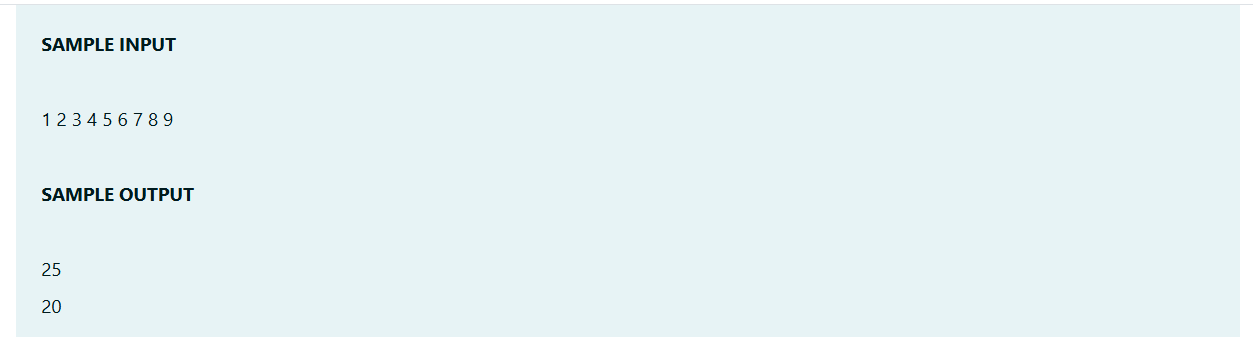 SAMPLE INPUT
1 2 3 4 5 6 7 8 9
SAMPLE OUTPUT
25
20